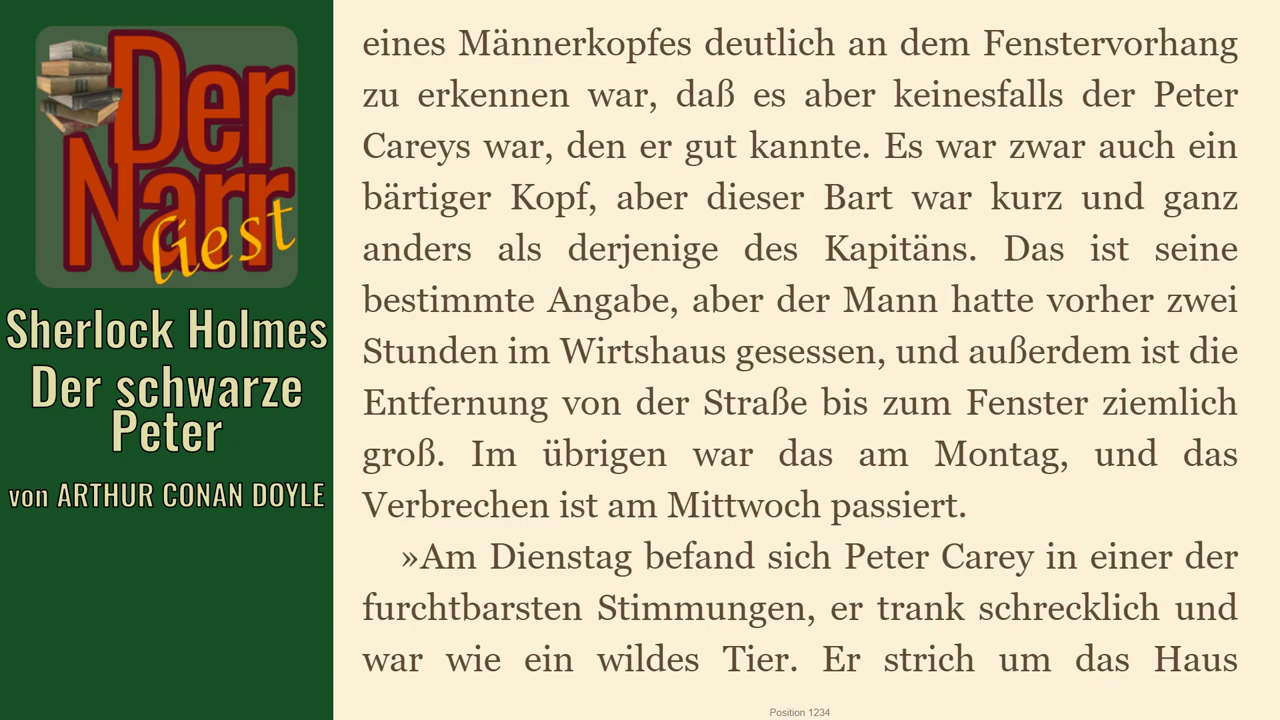 Der
Narr
liest
Sherlock Holmes
Der schwarze
Peter
von ARTHUR CONAN DOYLE
eines Männerkopfes deutlich an dem Fenstervorhang
zu erkennen war, daß es aber keinesfalls der Peter
Careys war, den er gut kannte. Es war zwar auch ein
bärtiger Kopf, aber dieser Bart war kurz und ganz
anders als derjenige des Kapitäns. Das ist seine
bestimmte Angabe, aber der Mann hatte vorher zwei
Stunden im Wirtshaus gesessen, und außerdem ist die
Entfernung von der Straße bis zum Fenster ziemlich
groß. Im übrigen war das am Montag, und das
Verbrechen ist am Mittwoch passiert.
»Am Dienstag befand sich Peter Carey in einer der
furchtbarsten Stimmungen, er trank schrecklich und
war wie ein wildes Tier. Er strich um das Haus
Position 1234